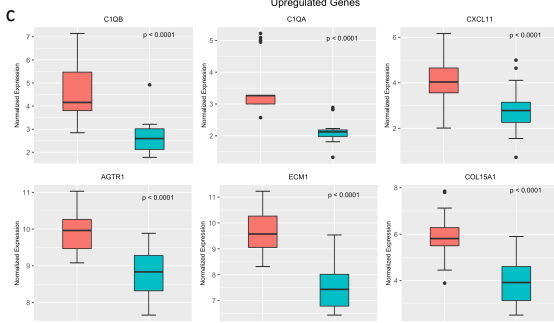 Upregulated Genes
C
C1QB
C1QA
CXCL11
Normalized Expression
7
6
5
4
3
2
p < 0.0001
Normalized Expression
5
4
3
2
p < 0.0001
Normalized Expression
6
4
2
p < 0.0001
AGTR1
ECM1
COL15A1
Normalized Expression
11
10
9
8
p < 0.0001
Normalized Expression
11
10
9
8
7
p < 0.0001
Normalized Expression
8
6
4
p < 0.0001